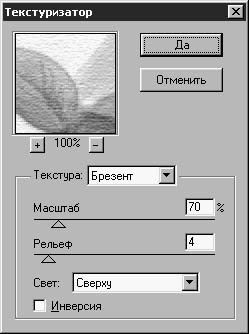 Текстуризатор
Да
Отменить
+ 100% −
Текстура: Брезент
Масштаб 70 %
Рельеф 4
Свет: Сверху
Инверсия